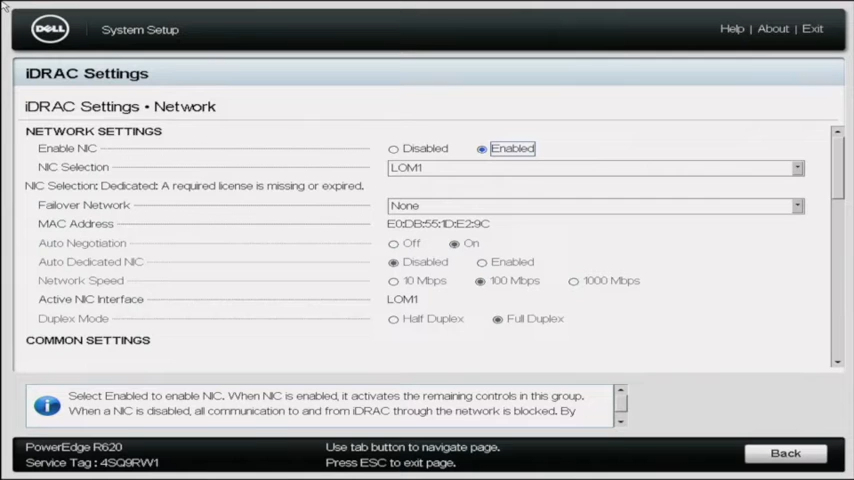 DELL
System Setup
Help | About | Exit
iDRAC Settings
iDRAC Settings • Network
NETWORK SETTINGS
Enable NIC Disabled Enabled
NIC Selection LOM1
NIC Selection: Dedicated: A required license is missing or expired.
Failover Network None
MAC Address E0:DB:55:1D:E2:9C
Auto Negotiation Off On
Auto Dedicated NIC Disabled Enabled
Network Speed 10 Mbps 100 Mbps 1000 Mbps
Active NIC Interface LOM1
Duplex Mode Half Duplex Full Duplex
COMMON SETTINGS
Select Enabled to enable NIC. When NIC is enabled, it activates the remaining controls in this group.
When a NIC is disabled, all communication to and from iDRAC through the network is blocked. By
PowerEdge R620
Service Tag : 4SQ9RW1
Use tab button to navigate page.
Press ESC to exit page.
Back